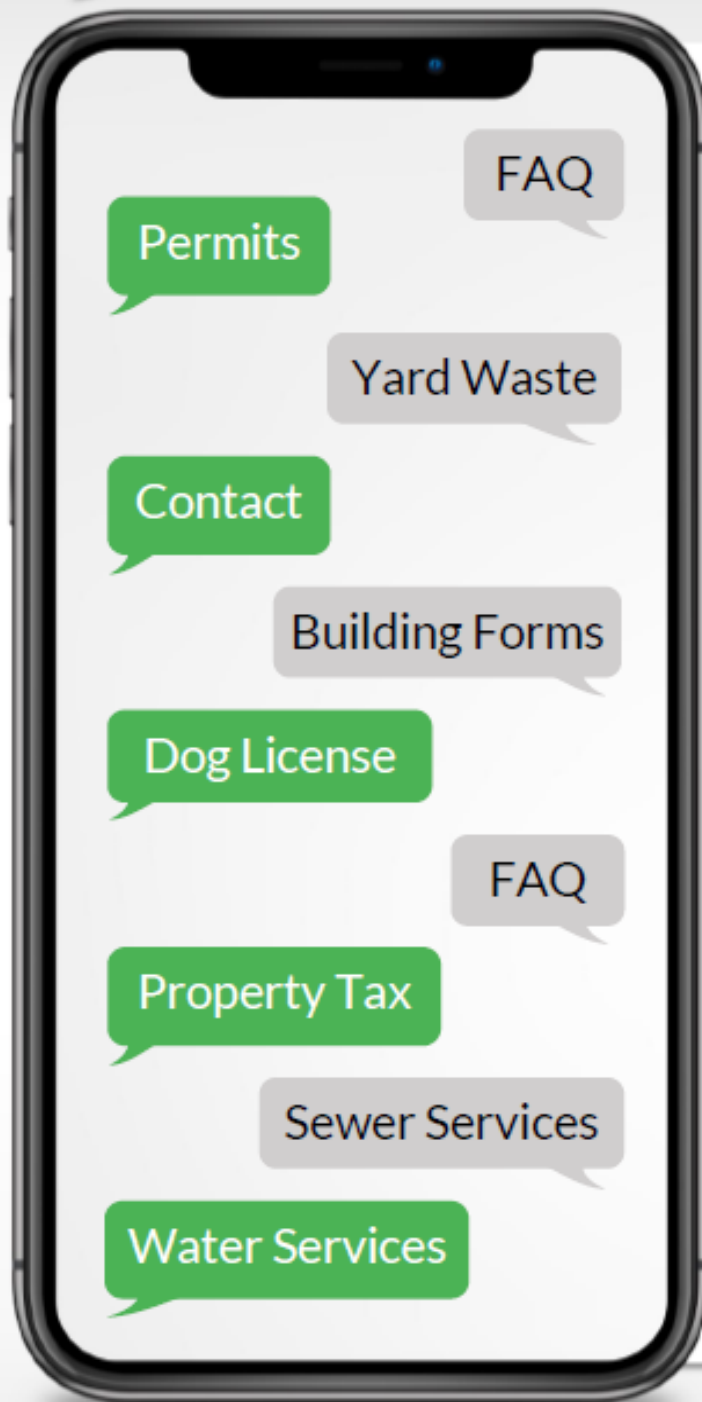 FAQ
Permits
Yard Waste
Contact
Building Forms
Dog License
FAQ
Property Tax
Sewer Services
Water Services